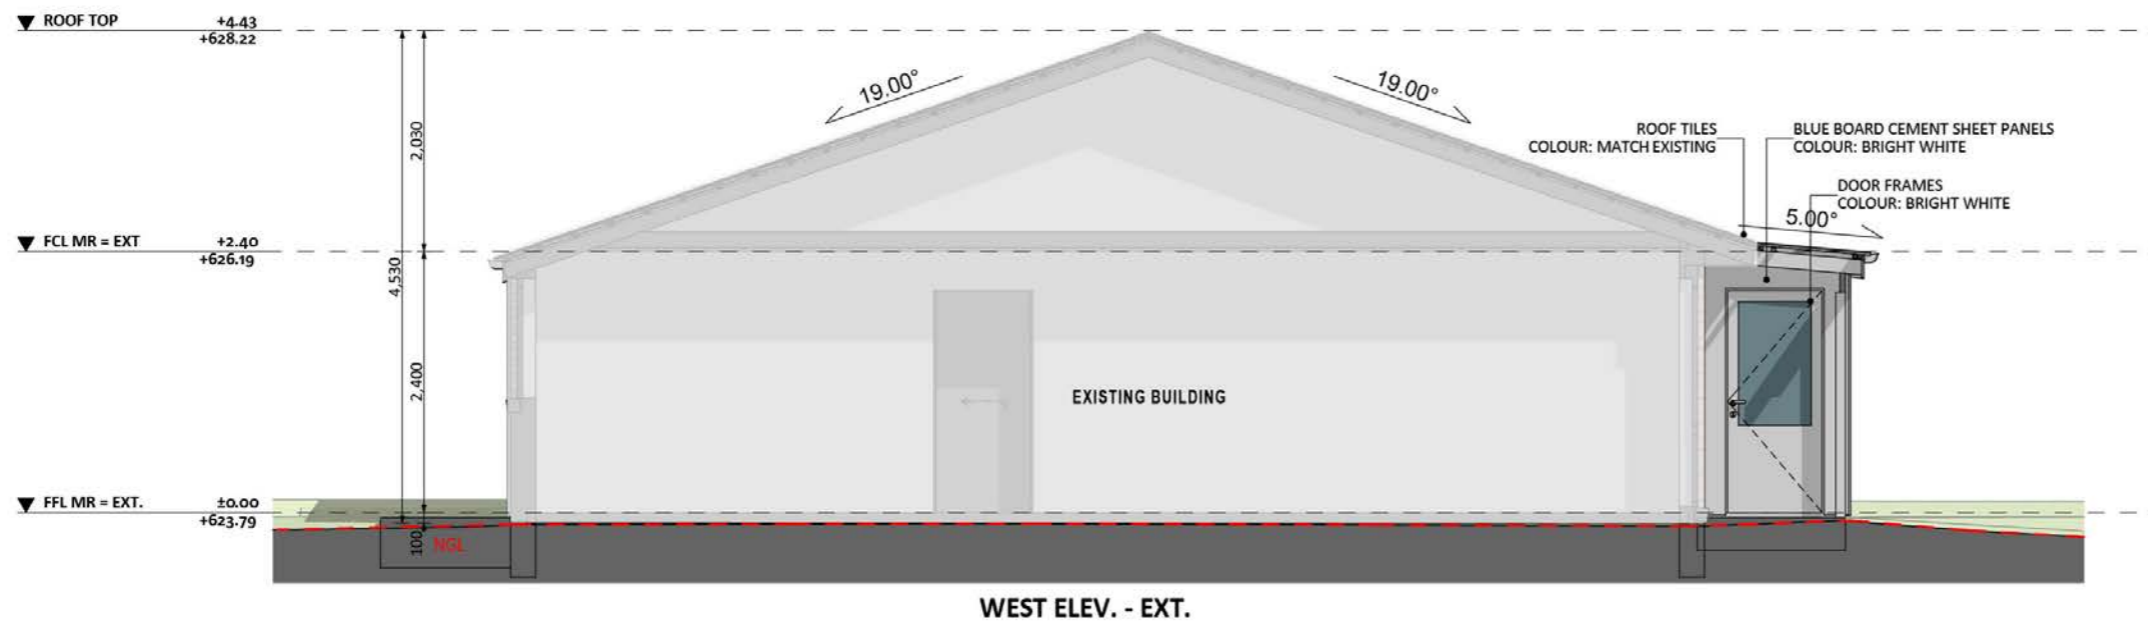 ROOF TOP +4.43
+628.22
19.00°
19.00°
2,030
ROOF TILES
COLOUR: MATCH EXISTING
BLUE BOARD CEMENT SHEET PANELS
COLOUR: BRIGHT WHITE
DOOR FRAMES
COLOUR: BRIGHT WHITE
5.00°
FCL MR = EXT +2.40
+626.19
4,530
2,400
EXISTING BUILDING
FFL MR = EXT. ±0.00
+623.79
100
NGL
WEST ELEV. - EXT.